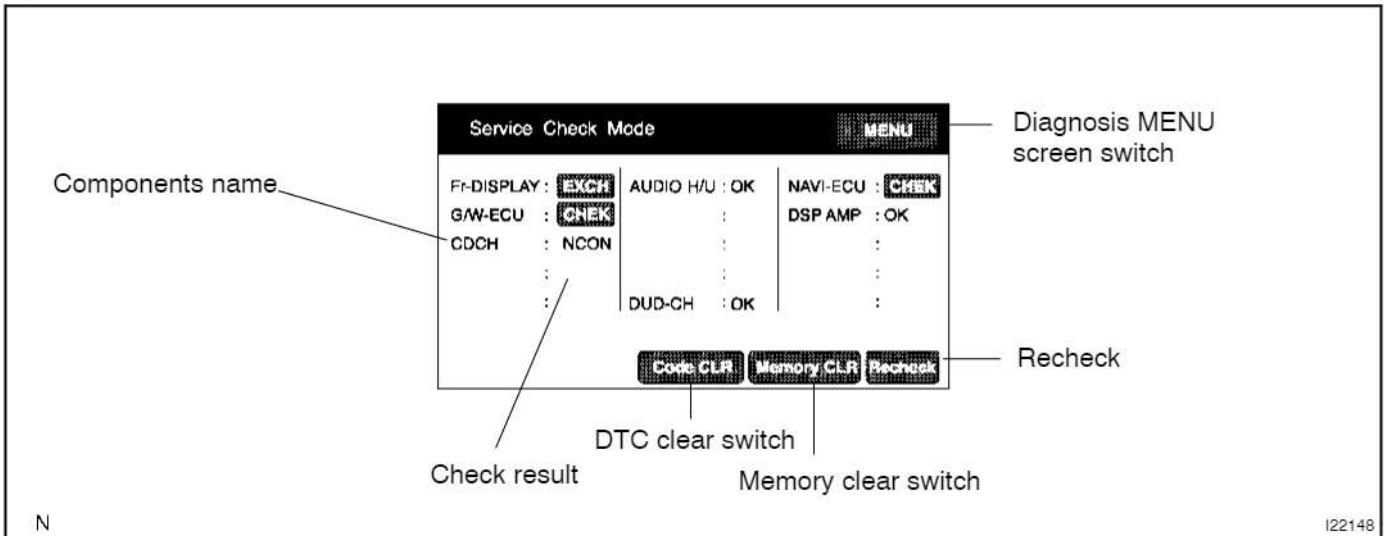 Service Check Mode
MENU
Diagnosis MENU
screen switch
Components name
Fr-DISPLAY : EXCH
AUDIO H/U : OK
NAVI-ECU : CHEK
G/W-ECU : CHEK
:
DSP AMP : OK
CDCH : NCON
:
:
:
:
:
:
DUD-CH : OK
:
Code CLR
Memory CLR
Recheck
Recheck
DTC clear switch
Check result
Memory clear switch
N
I22148